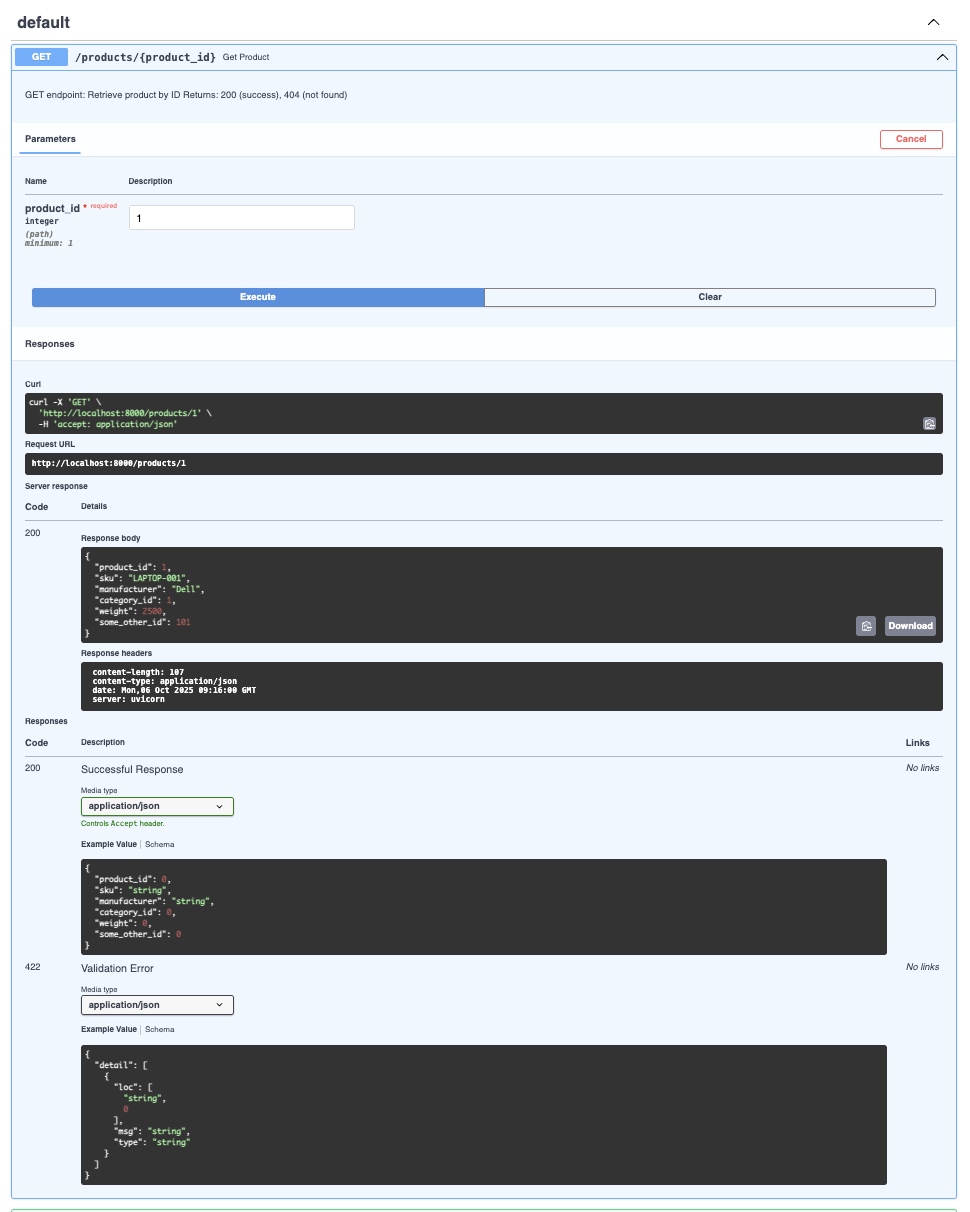 default
GET /products/{product_id} Get Product
GET endpoint: Retrieve product by ID Returns: 200 (success), 404 (not found)
Parameters Cancel
Name Description
product_id * required
integer
(path)
minimum: 1
1
Execute Clear
Responses
Curl
curl -X 'GET' \
  'http://localhost:8000/products/1' \
  -H 'accept: application/json'
Request URL
http://localhost:8000/products/1
Server response
Code Details
200
Response body
{
  "product_id": 1,
  "sku": "LAPTOP-001",
  "manufacturer": "Dell",
  "category_id": 1,
  "weight": 2500,
  "some_other_id": 101
}
Download
Response headers
content-length: 107
content-type: application/json
date: Mon,06 Oct 2025 09:16:00 GMT
server: uvicorn
Responses
Code Description Links
200 Successful Response No links
Media type
application/json
Controls Accept header.
Example Value Schema
{
  "product_id": 0,
  "sku": "string",
  "manufacturer": "string",
  "category_id": 0,
  "weight": 0,
  "some_other_id": 0
}
422 Validation Error No links
Media type
application/json
Example Value Schema
{
  "detail": [
    {
      "loc": [
        "string",
        0
      ],
      "msg": "string",
      "type": "string"
    }
  ]
}